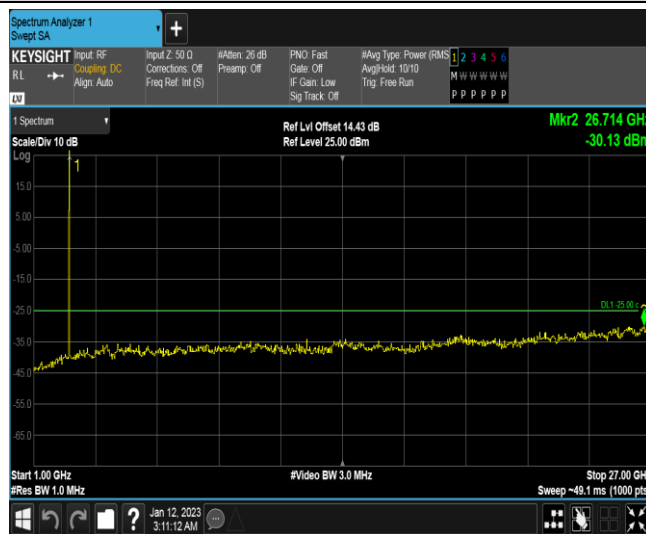 Spectrum Analyzer 1
Swept SA
+
KEYSIGHT
RL
LXI
Input: RF
Coupling: DC
Align: Auto
Input Z: 50 Ω
Corrections: Off
Freq Ref: Int (S)
#Atten: 26 dB
Preamp: Off
PNO: Fast
Gate: Off
IF Gain: Low
Sig Track: Off
#Avg Type: Power (RMS
Avg|Hold: 10/10
Trig: Free Run
1 2 3 4 5 6
M W W W W W
P P P P P P
1 Spectrum
Scale/Div 10 dB
Log
Ref Lvl Offset 14.43 dB
Ref Level 25.00 dBm
Mkr2 26.714 GH
-30.13 dBm
1
15.0
5.00
-5.00
-15.0
-25.0
-35.0
-45.0
-55.0
-65.0
DL1 -25.00
Start 1.00 GHz
#Res BW 1.0 MHz
#Video BW 3.0 MHz
Stop 27.00 GH
Sweep ~49.1 ms (1000 pts
?
Jan 12, 2023
3:11:12 AM